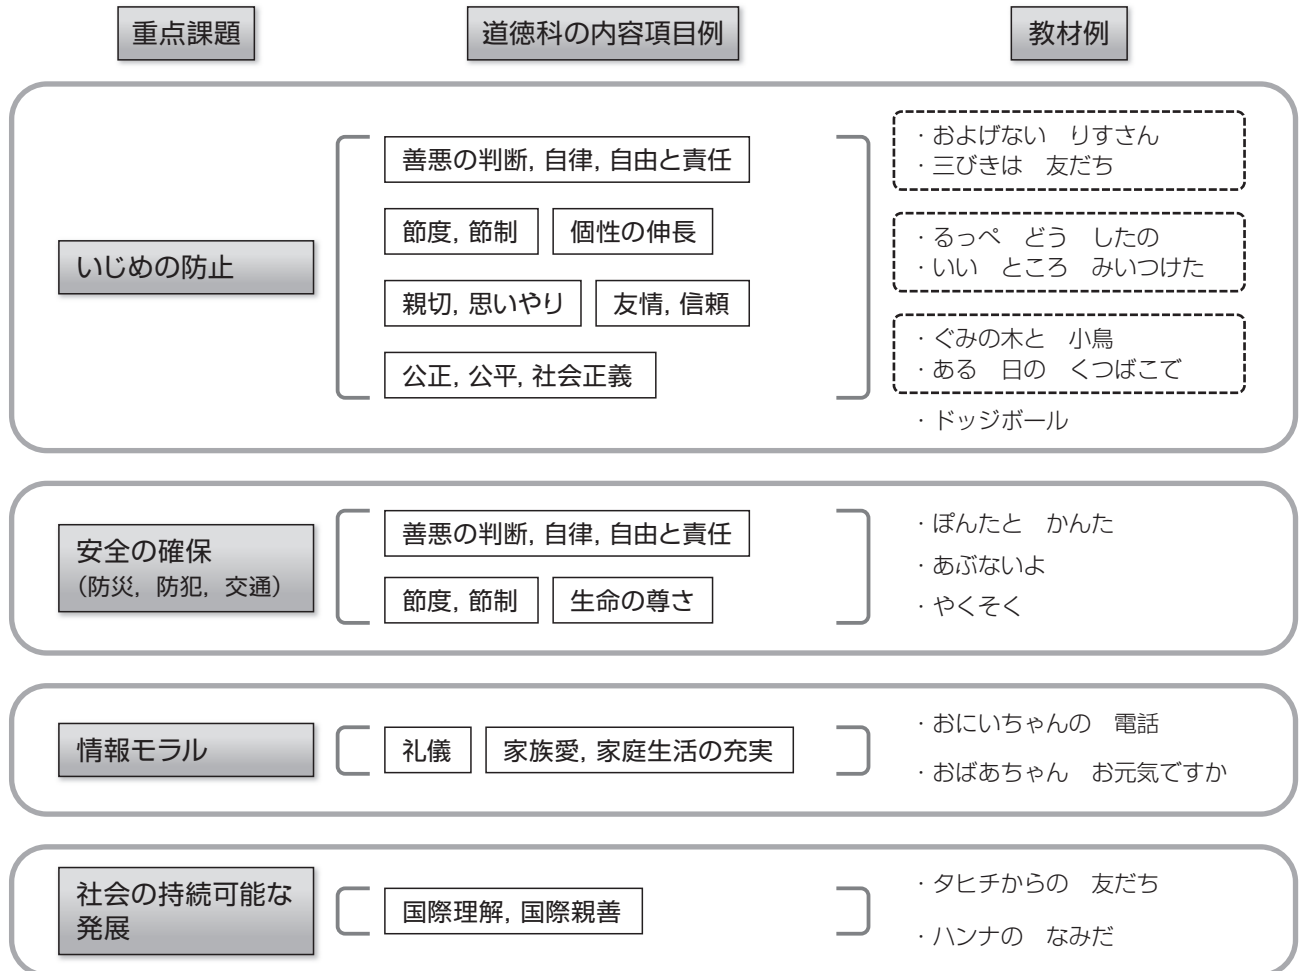 重点課題
道徳科の内容項目例
教材例
いじめの防止
善悪の判断, 自律, 自由と責任
節度, 節制
個性の伸長
親切, 思いやり
友情, 信頼
公正, 公平, 社会正義
・およげない　りすさん
・三びきは　友だち
・るっぺ　どう　したの
・いい　ところ　みいつけた
・ぐみの木と　小鳥
・ある　日の　くつばこで
・ドッジボール
安全の確保
（防災, 防犯, 交通）
善悪の判断, 自律, 自由と責任
節度, 節制
生命の尊さ
・ぽんたと　かんた
・あぶないよ
・やくそく
情報モラル
礼儀
家族愛, 家庭生活の充実
・おにいちゃんの　電話
・おばあちゃん　お元気ですか
社会の持続可能な
発展
国際理解, 国際親善
・タヒチからの　友だち
・ハンナの　なみだ